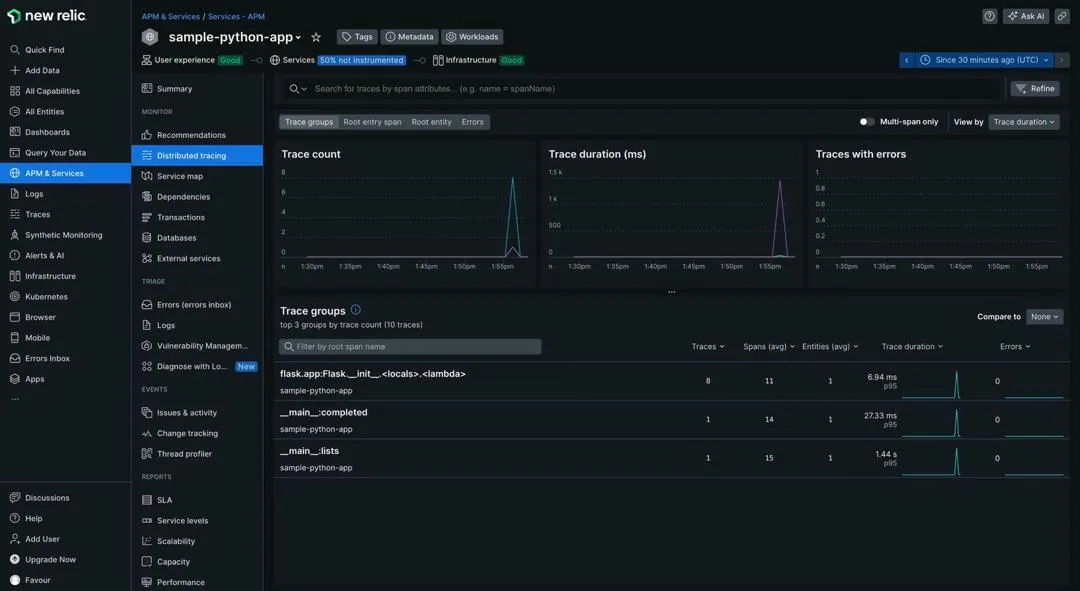 new relic
Quick Find
Add Data
All Capabilities
All Entities
Dashboards
Query Your Data
APM & Services
Logs
Traces
Synthetic Monitoring
Alerts & AI
Infrastructure
Kubernetes
Browser
Mobile
Errors Inbox
Apps
...
Discussions
Help
Add User
Upgrade Now
Favour
APM & Services / Services - APM
Ask AI
sample-python-app
Tags
Metadata
Workloads
User experience Good Services 50% not instrumented Infrastructure Good
Since 30 minutes ago (UTC)
Summary
MONITOR
Recommendations
Distributed tracing
Service map
Dependencies
Transactions
Databases
External services
TRIAGE
Errors (errors inbox)
Logs
Vulnerability Managem...
Diagnose with Lo... New
EVENTS
Issues & activity
Change tracking
Thread profiler
REPORTS
SLA
Service levels
Scalability
Capacity
Performance
Search for traces by span attributes... (e.g. name = spanName)
Refine
Trace groups Root entry span Root entity Errors
Multi-span only View by Trace duration
Trace count
8
6
4
2
0
n 1:30pm 1:35pm 1:40pm 1:45pm 1:50pm 1:55pm
Trace duration (ms)
1.5 k
1 k
500
0
n 1:30pm 1:35pm 1:40pm 1:45pm 1:50pm 1:55pm
Traces with errors
1
0.8
0.6
0.4
0.2
0
n 1:30pm 1:35pm 1:40pm 1:45pm 1:50pm 1:55pm
...
Trace groups
top 3 groups by trace count (10 traces)
Compare to None
Filter by root span name
Traces Spans (avg) Entities (avg) Trace duration Errors
flask.app:Flask.__init__.<locals>.<lambda>
sample-python-app
8 11 1 6.94 ms p95 0
__main__:completed
sample-python-app
1 14 1 27.33 ms p95 0
__main__:lists
sample-python-app
1 15 1 1.44 s p95 0